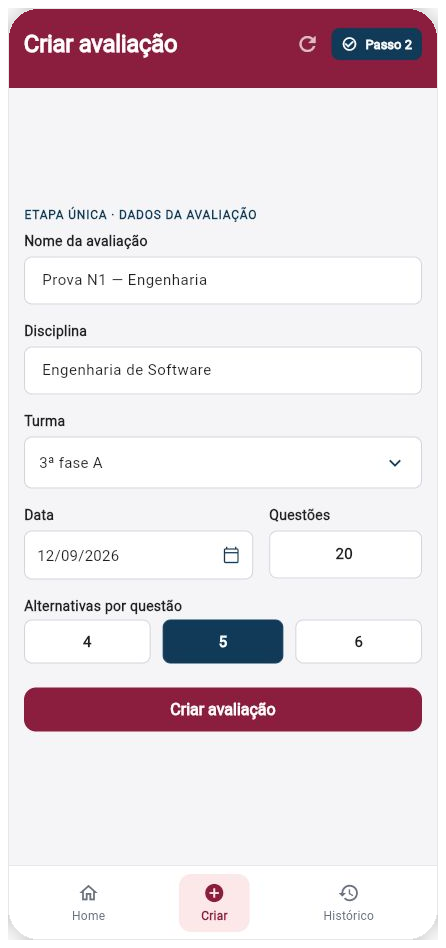 Criar avaliação
Passo 2
ETAPA ÚNICA · DADOS DA AVALIAÇÃO
Nome da avaliação
Prova N1 — Engenharia
Disciplina
Engenharia de Software
Turma
3ª fase A
Data
Questões
12/09/2026
20
Alternativas por questão
4
5
6
Criar avaliação
Home
Criar
Histórico